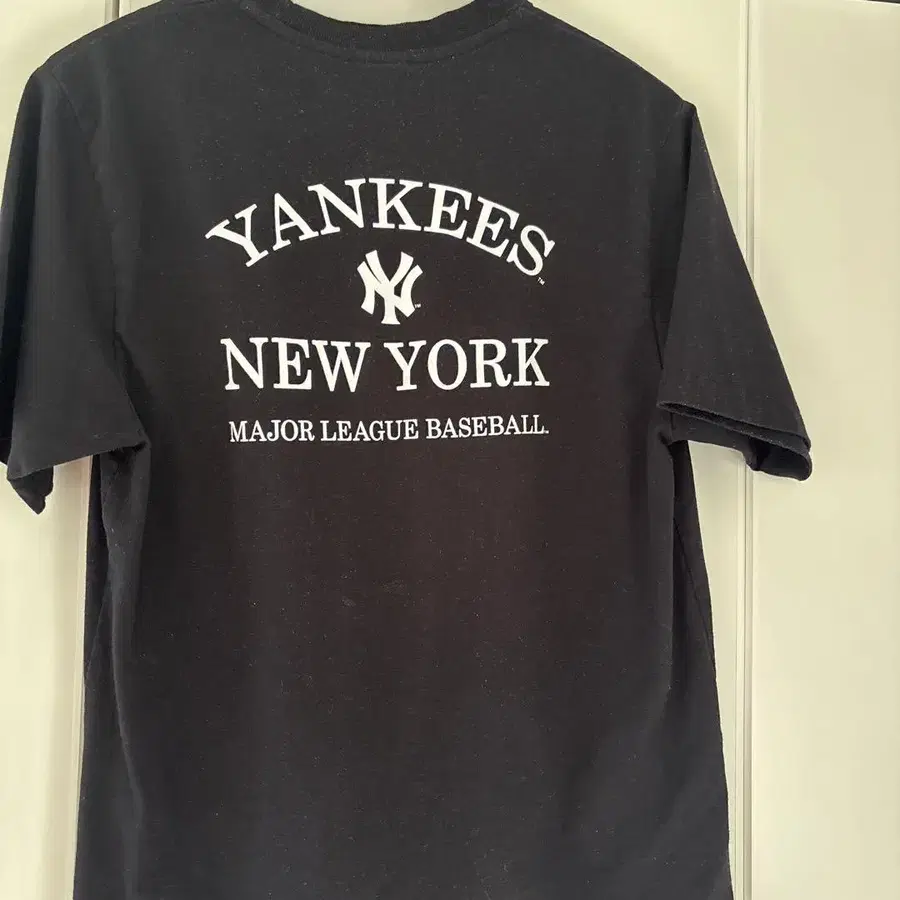 YANKEES
NY
NEW YORK
MAJOR LEAGUE BASEBALL.